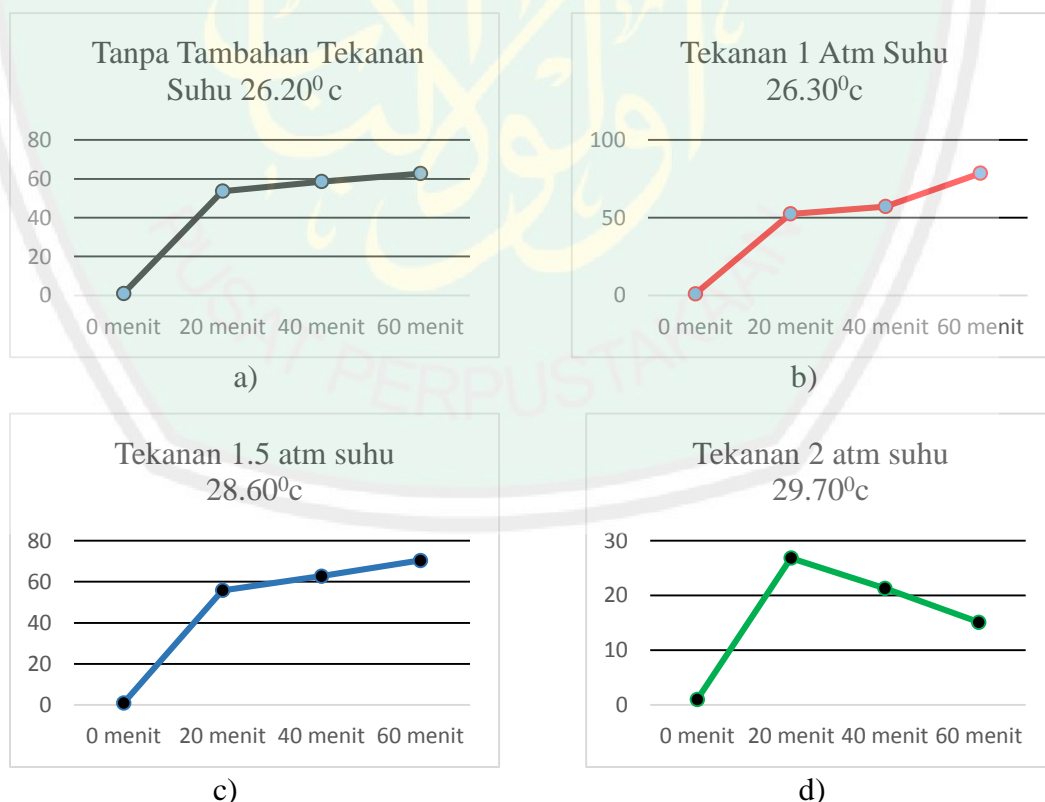 Tanpa Tambahan Tekanan
Suhu 26.20⁰ c
80
60
40
20
0
0 menit 20 menit 40 menit 60 menit
a)
Tekanan 1 Atm Suhu
26.30⁰c
100
50
0
0 menit 20 menit 40 menit 60 menit
b)
Tekanan 1.5 atm suhu
28.60⁰c
80
60
40
20
0
0 menit 20 menit 40 menit 60 menit
c)
Tekanan 2 atm suhu
29.70⁰c
30
20
10
0
0 menit 20 menit 40 menit 60 menit
d)
PUSAT PERPUSTAKAAN